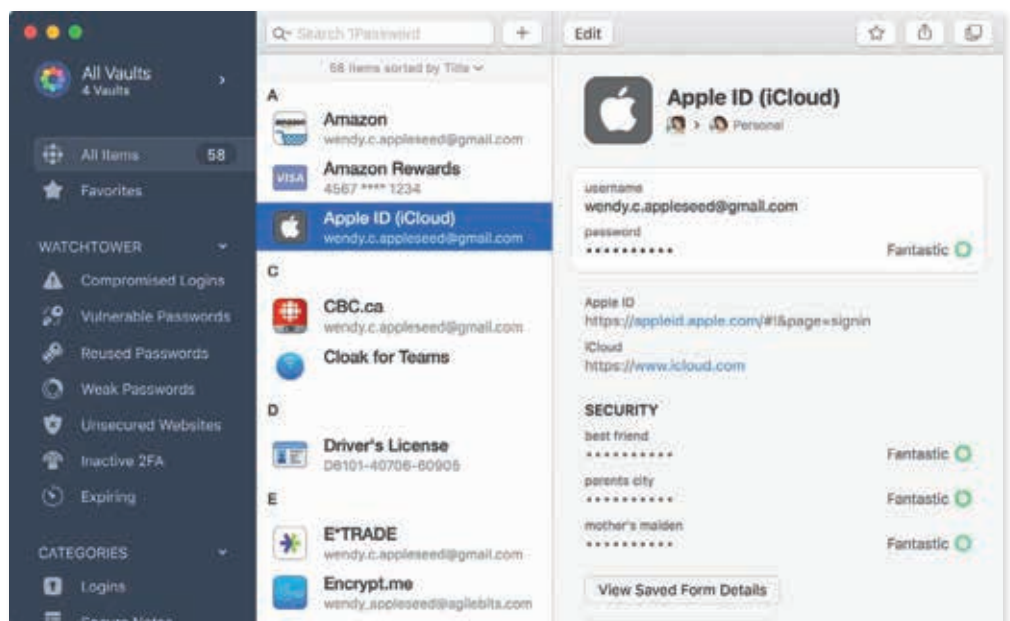 All Vaults
4 Vaults
All Items 58
Favorites
WATCHTOWER
Compromised Logins
Vulnerable Passwords
Reused Passwords
Weak Passwords
Unsecured Websites
Inactive 2FA
Expiring
CATEGORIES
Logins
Secure Notes
Search 1Password
58 items sorted by Title
A
Amazon
wendy.c.appleseed@gmail.com
VISA
Amazon Rewards
4567 **** 1234
Apple ID (iCloud)
wendy.c.appleseed@gmail.com
C
CBC.ca
wendy.c.appleseed@gmail.com
Cloak for Teams
D
Driver's License
D6101-40706-60905
E
E*TRADE
wendy.c.appleseed@gmail.com
Encrypt.me
wendy_appleseed@agilebits.com
Edit
Apple ID (iCloud)
Personal
username
wendy.c.appleseed@gmail.com
password
•••••••••• Fantastic
Apple ID
https://appleid.apple.com/#!&page=signin
iCloud
https://www.icloud.com
SECURITY
best friend
•••••••••• Fantastic
parents city
•••••••••• Fantastic
mother's maiden
•••••••••• Fantastic
View Saved Form Details